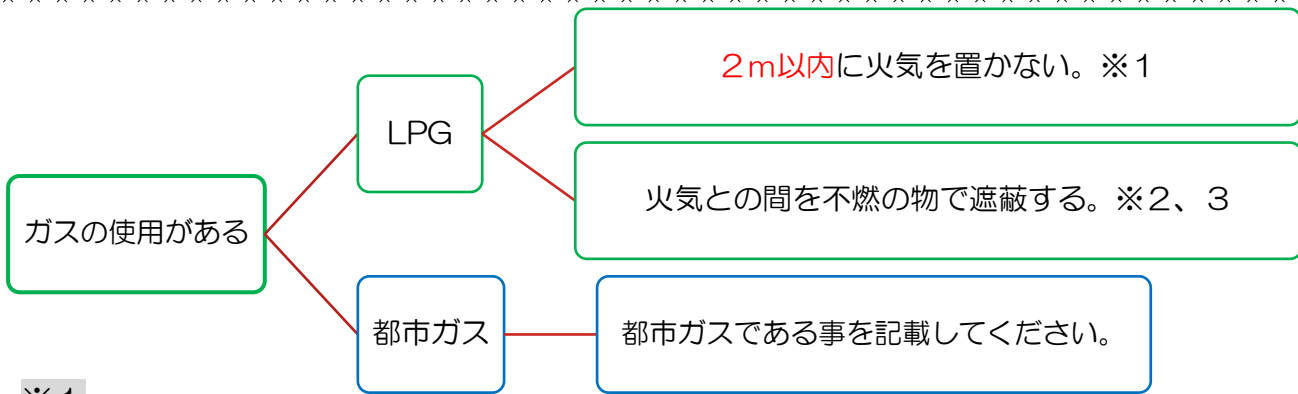 2m以内に火気を置かない。※1
LPG
火気との間を不燃の物で遮蔽する。※2、3
ガスの使用がある
都市ガス
都市ガスである事を記載してください。
※1